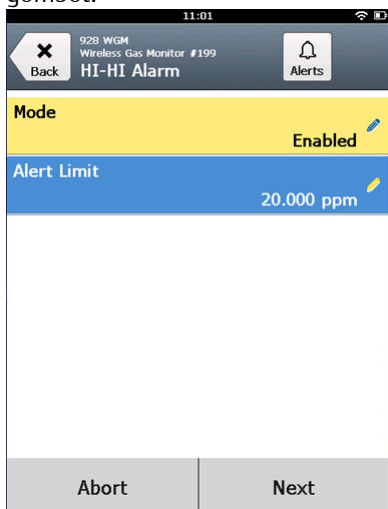 gombot.
11:01
928 WGM
Wireless Gas Monitor #199
HI-HI Alarm
Back
Alerts
Mode
Enabled
Alert Limit
20.000 ppm
Abort
Next